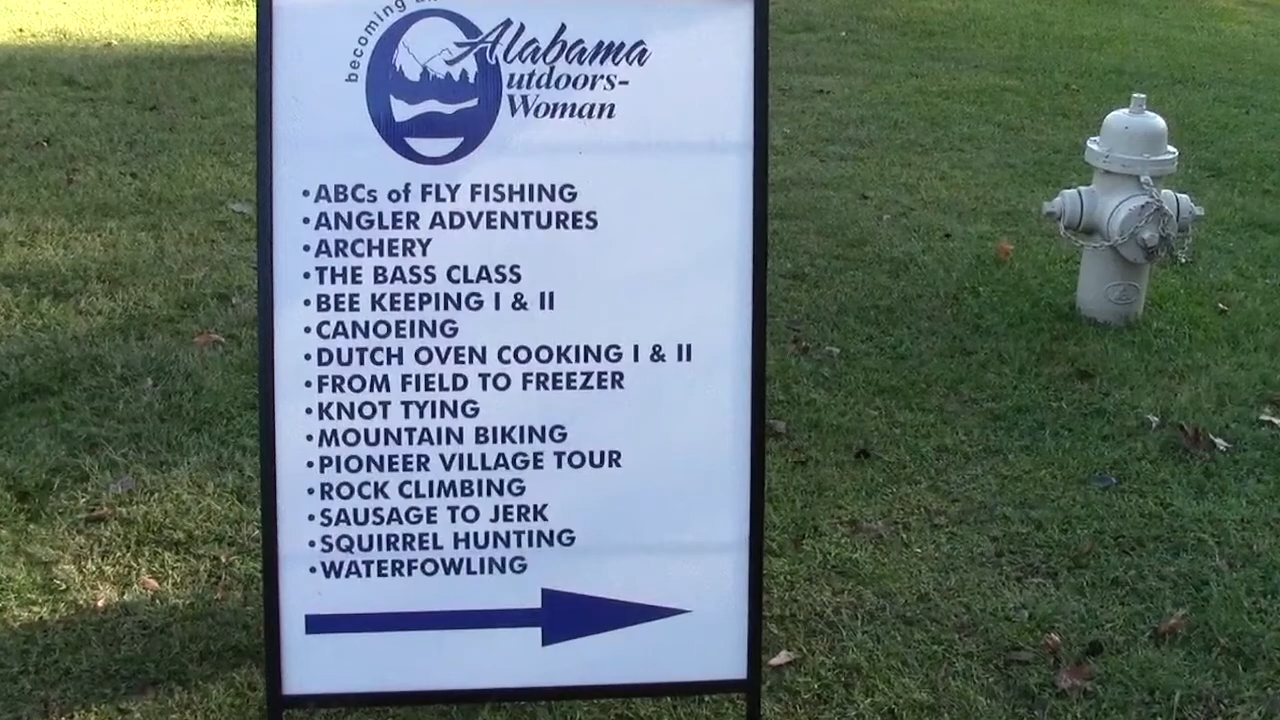 becoming an
Alabama
Outdoors-
Woman
•ABCs of FLY FISHING
•ANGLER ADVENTURES
•ARCHERY
•THE BASS CLASS
•BEE KEEPING I & II
•CANOEING
•DUTCH OVEN COOKING I & II
•FROM FIELD TO FREEZER
•KNOT TYING
•MOUNTAIN BIKING
•PIONEER VILLAGE TOUR
•ROCK CLIMBING
•SAUSAGE TO JERK
•SQUIRREL HUNTING
•WATERFOWLING